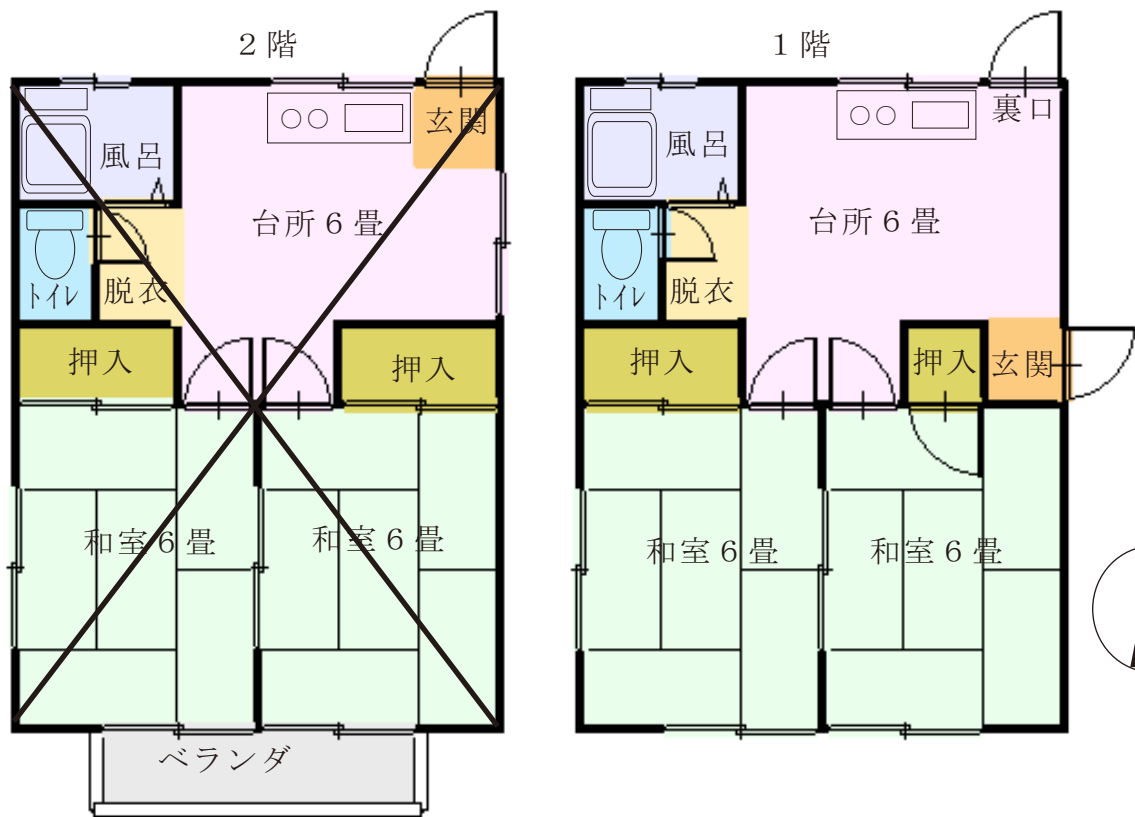 2階
玄関
風呂
台所6畳
トイレ
脱衣
押入
押入
和室6畳
和室6畳
ベランダ
1階
裏口
風呂
台所6畳
トイレ
脱衣
押入
押入
玄関
和室6畳
和室6畳